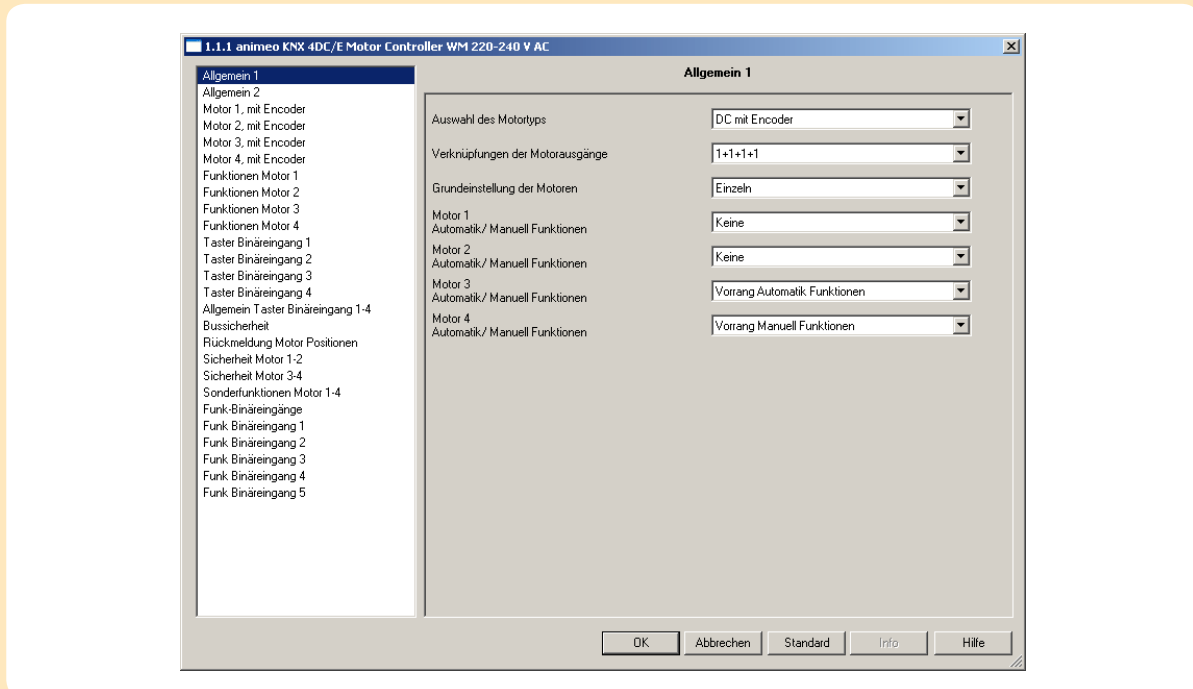 1.1.1 animeo KNX 4DC/E Motor Controller WM 220-240 V AC
Allgemein 1
Allgemein 2
Motor 1, mit Encoder
Motor 2, mit Encoder
Motor 3, mit Encoder
Motor 4, mit Encoder
Funktionen Motor 1
Funktionen Motor 2
Funktionen Motor 3
Funktionen Motor 4
Taster Binäreingang 1
Taster Binäreingang 2
Taster Binäreingang 3
Taster Binäreingang 4
Allgemein Taster Binäreingang 1-4
Bussicherheit
Rückmeldung Motor Positionen
Sicherheit Motor 1-2
Sicherheit Motor 3-4
Sonderfunktionen Motor 1-4
Funk-Binäreingänge
Funk Binäreingang 1
Funk Binäreingang 2
Funk Binäreingang 3
Funk Binäreingang 4
Funk Binäreingang 5
Allgemein 1
Auswahl des Motortyps
DC mit Encoder
Verknüpfungen der Motorausgänge
1+1+1+1
Grundeinstellung der Motoren
Einzeln
Motor 1
Automatik/ Manuell Funktionen
Keine
Motor 2
Automatik/ Manuell Funktionen
Keine
Motor 3
Automatik/ Manuell Funktionen
Vorrang Automatik Funktionen
Motor 4
Automatik/ Manuell Funktionen
Vorrang Manuell Funktionen
OK
Abbrechen
Standard
Info
Hilfe